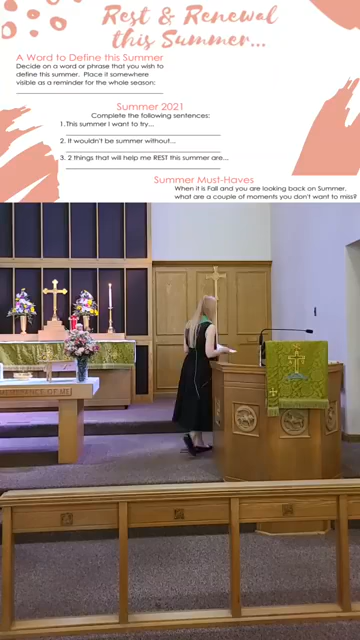 Rest & Renewal
this Summer...
A Word to Define this Summer
Decide on a word or phrase that you wish to
define this summer. Place it somewhere
visible as a reminder for the whole season:
Summer 2021
Complete the following sentences:
1. This summer I want to try...
2. It wouldn't be summer without...
3. 2 things that will help me REST this summer are...
Summer Must-Haves
When it is Fall and you are looking back on Summer,
what are a couple of moments you don't want to miss?